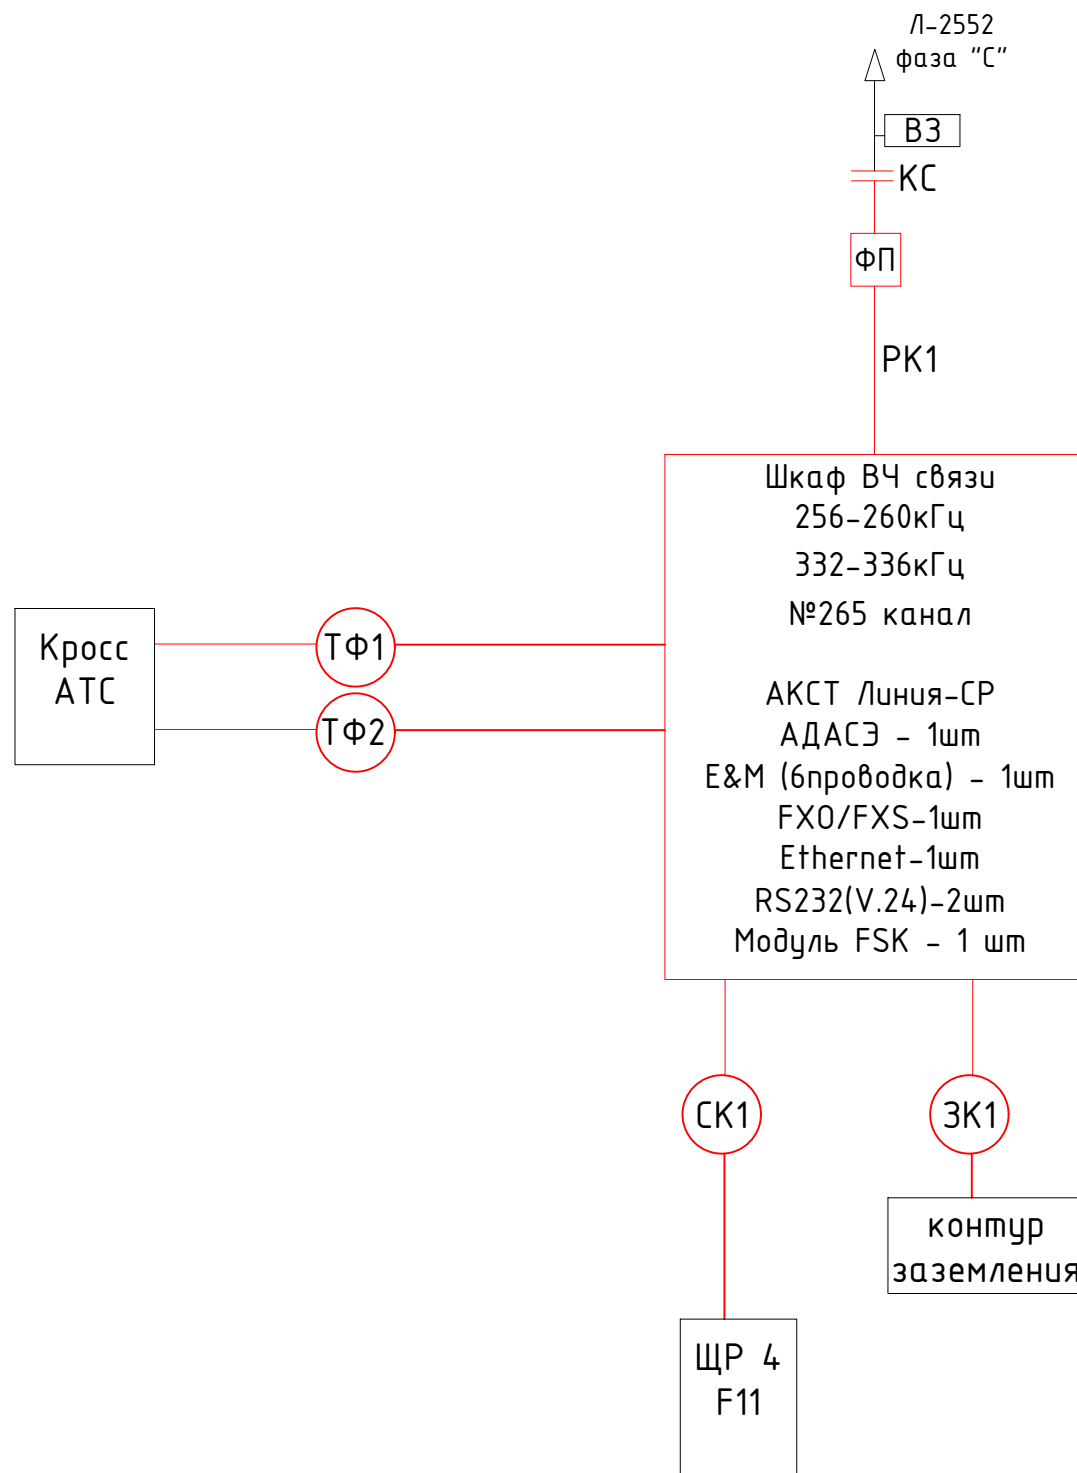 Л-2552
фаза "С"
ВЗ
КС
ФП
РК1
Шкаф ВЧ связи
256-260кГц
332-336кГц
№265 канал
Кросс
АТС
ТФ1
ТФ2
АКСТ Линия-СР
АДАСЭ - 1шт
E&M (6проводка) - 1шт
FXO/FXS-1шт
Ethernet-1шт
RS232(V.24)-2шт
Модуль FSK - 1 шт
СК1
ЗК1
контур
заземления
ЩР 4
F11